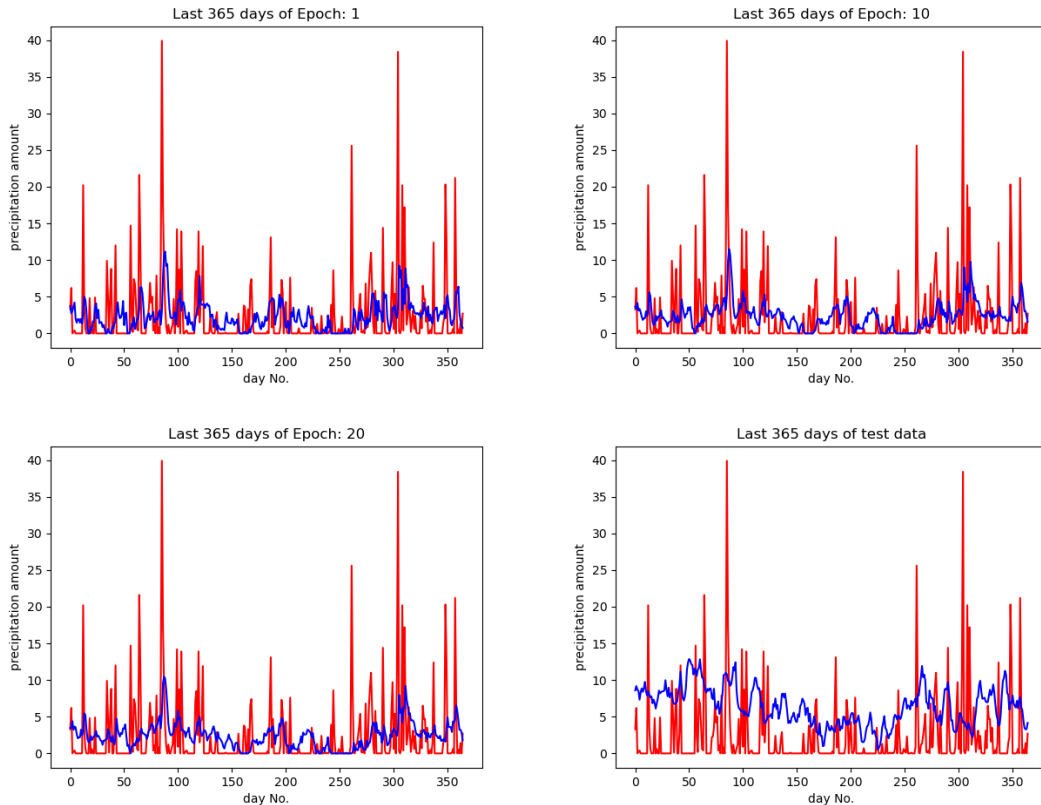 Last 365 days of Epoch: 1
precipitation amount
40
35
30
25
20
15
10
5
0
0 50 100 150 200 250 300 350
day No.
Last 365 days of Epoch: 10
precipitation amount
40
35
30
25
20
15
10
5
0
0 50 100 150 200 250 300 350
day No.
Last 365 days of Epoch: 20
precipitation amount
40
35
30
25
20
15
10
5
0
0 50 100 150 200 250 300 350
day No.
Last 365 days of test data
precipitation amount
40
35
30
25
20
15
10
5
0
0 50 100 150 200 250 300 350
day No.